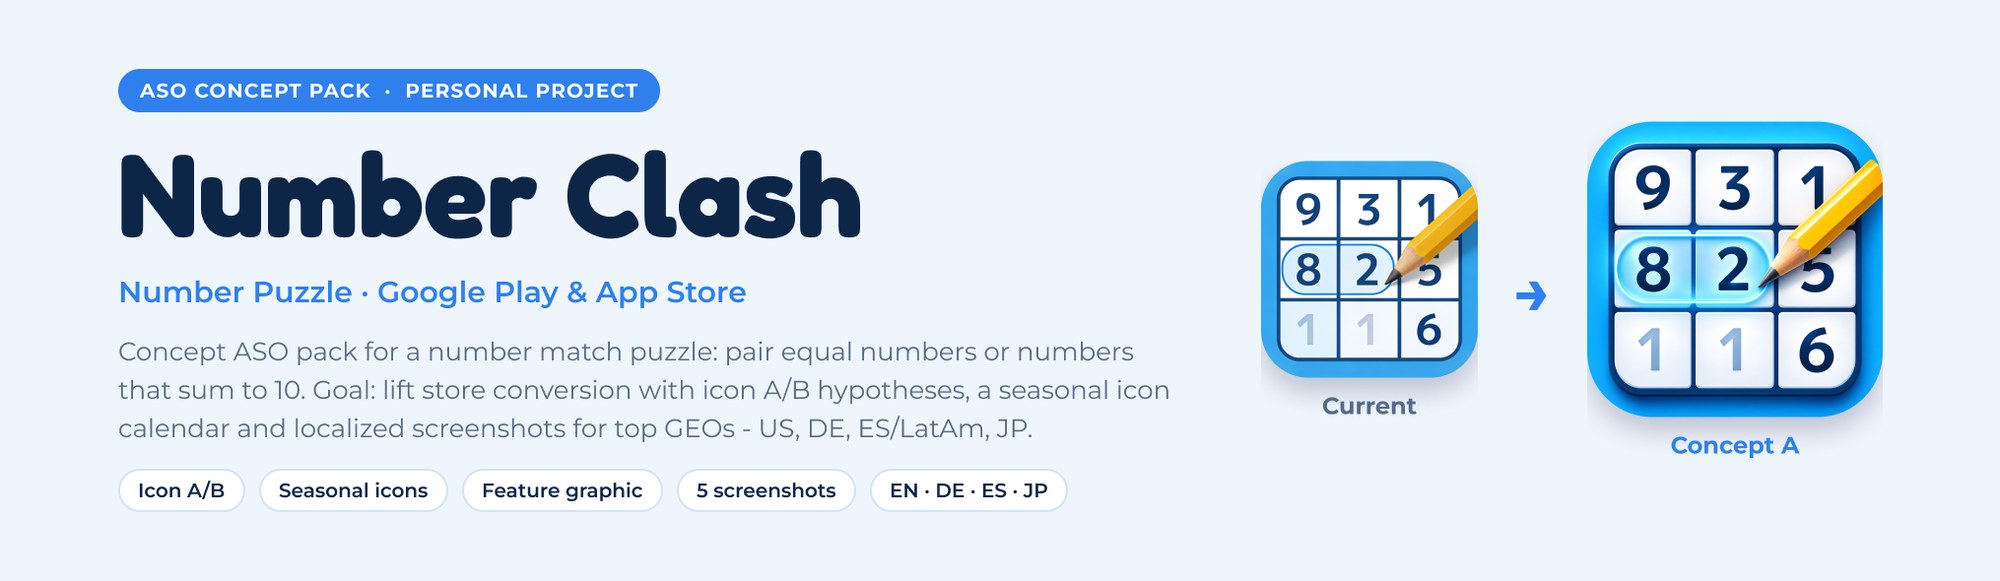 ASO CONCEPT PACK · PERSONAL PROJECT
Number Clash
Number Puzzle · Google Play & App Store
Concept ASO pack for a number match puzzle: pair equal numbers or numbers
that sum to 10. Goal: lift store conversion with icon A/B hypotheses, a seasonal icon
calendar and localized screenshots for top GEOs - US, DE, ES/LatAm, JP.
Icon A/B
Seasonal icons
Feature graphic
5 screenshots
EN · DE · ES · JP
9 3 1
8 2 5
1 1 6
Current
→
9 3 1
8 2 5
1 1 6
Concept A